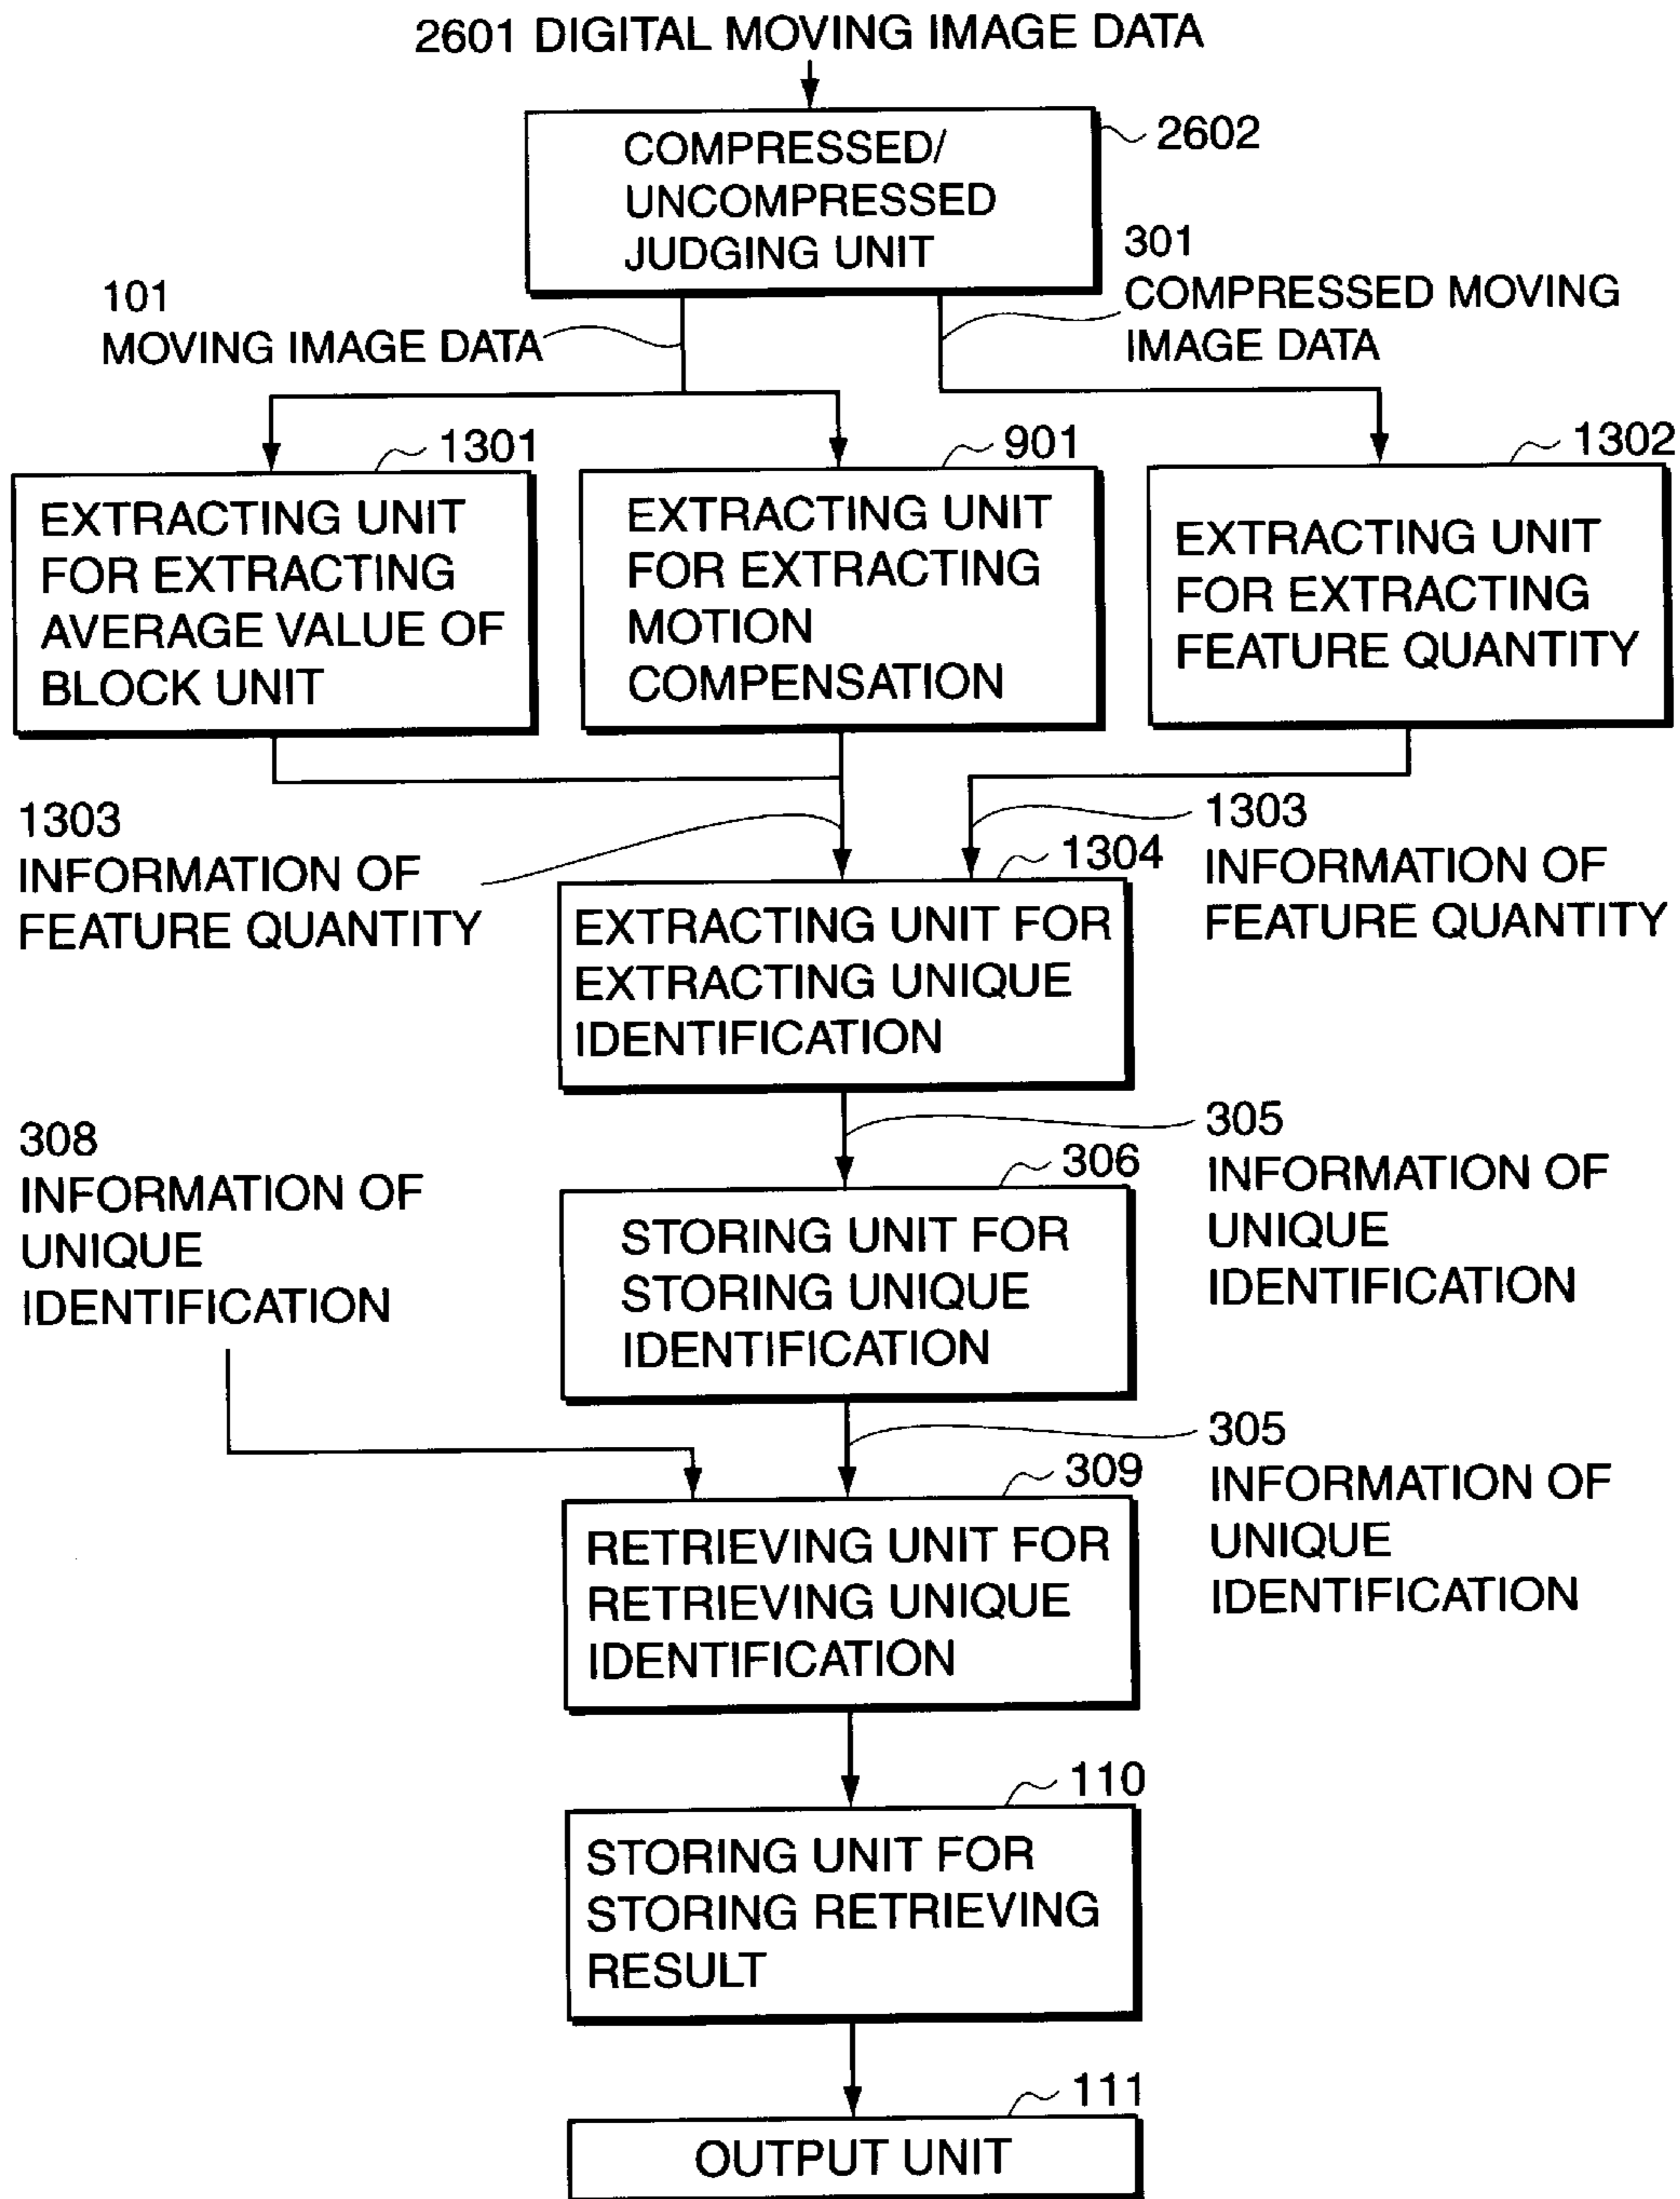 2601 DIGITAL MOVING IMAGE DATA
COMPRESSED/
UNCOMPRESSED
JUDGING UNIT
2602
101
MOVING IMAGE DATA
301
COMPRESSED MOVING
IMAGE DATA
1301
EXTRACTING UNIT
FOR EXTRACTING
AVERAGE VALUE OF
BLOCK UNIT
901
EXTRACTING UNIT
FOR EXTRACTING
MOTION
COMPENSATION
1302
EXTRACTING UNIT
FOR EXTRACTING
FEATURE QUANTITY
1303
INFORMATION OF
FEATURE QUANTITY
1303
INFORMATION OF
FEATURE QUANTITY
1304
EXTRACTING UNIT FOR
EXTRACTING UNIQUE
IDENTIFICATION
305
INFORMATION OF
UNIQUE
IDENTIFICATION
308
INFORMATION OF
UNIQUE
IDENTIFICATION
306
STORING UNIT FOR
STORING UNIQUE
IDENTIFICATION
305
INFORMATION OF
UNIQUE
IDENTIFICATION
309
RETRIEVING UNIT FOR
RETRIEVING UNIQUE
IDENTIFICATION
110
STORING UNIT FOR
STORING RETRIEVING
RESULT
111
OUTPUT UNIT